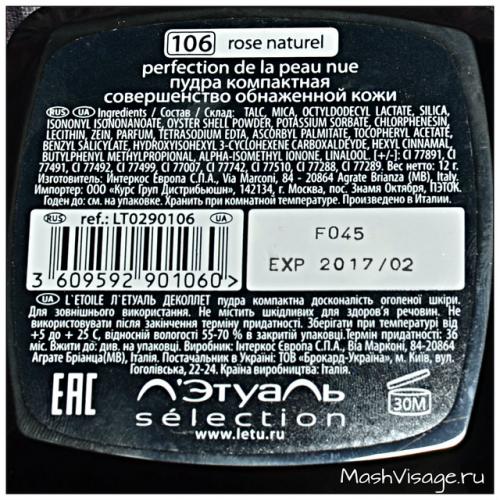 106 rose naturel
perfection de la peau nue
пудра компактная
совершенство обнаженной кожи
RUS UA Ingredients / Состав / Склад: TALC, MICA, OCTYLDODECYL LACTATE, SILICA,
ISONONYL ISONONANOATE, OYSTER SHELL POWDER, POTASSIUM SORBATE, CHLORPHENESIN,
LECITHIN, ZEIN, PARFUM, TETRASODIUM EDTA, ASCORBYL PALMITATE, TOCOPHERYL ACETATE,
BENZYL SALICYLATE, HYDROXYISOHEXYL 3-CYCLOHEXENE CARBOXALDEHYDE, HEXYL CINNAMAL,
BUTYLPHENYL METHYLPROPIONAL, ALPHA-ISOMETHYL IONONE, LINALOOL. [+/-]: CI 77891, CI
77491, CI 77492, CI 77499, CI 77007, CI 77742, CI 77510, CI 77288, CI 77289. Вес: 12 г.
Изготовитель: Интеркос Европа С.П.А., Via Marconi, 84 - 20864 Agrate Brianza (MB), Italy.
Импортер: ООО «Курс Груп Дистрибьюшн», 142134, г. Москва, пос. Знамя Октября, ПЭТОК.
Годен до: см. на упаковке. Хранить при комнатной температуре. Произведено в Италии.
RUS ref.: LT0290106 UA
3 609592 901060
F045
EXP 2017/02
UA L'ETOILE Л'ЕТУАЛЬ ДЕКОЛЛЕТ пудра компактна досконалість оголеної шкіри.
Для зовнішнього використання. Не містить шкідливих для здоров'я речовин. Не
використовувати після закінчення терміну придатності. Зберігати при температурі від
+5 до + 25 C, відносной вологості 55-70 % в закритій упаковці.Термін придатності: 36
міс. Вжити до: див. на упаковці. Виробник: Інтеркос Европа С.П.А., Віа Маркони, 84-20864
Аграте Бріанца(МВ), Італія. Постачальник в Україні: ТОВ «Брокард-Україна», м. Київ, вул.
Гоголівська, 22-24. Країна виробництва: Італія.
EAC Л'ЭТУАЛЬ 30M
sélection
www.letu.ru
MashVisage.ru